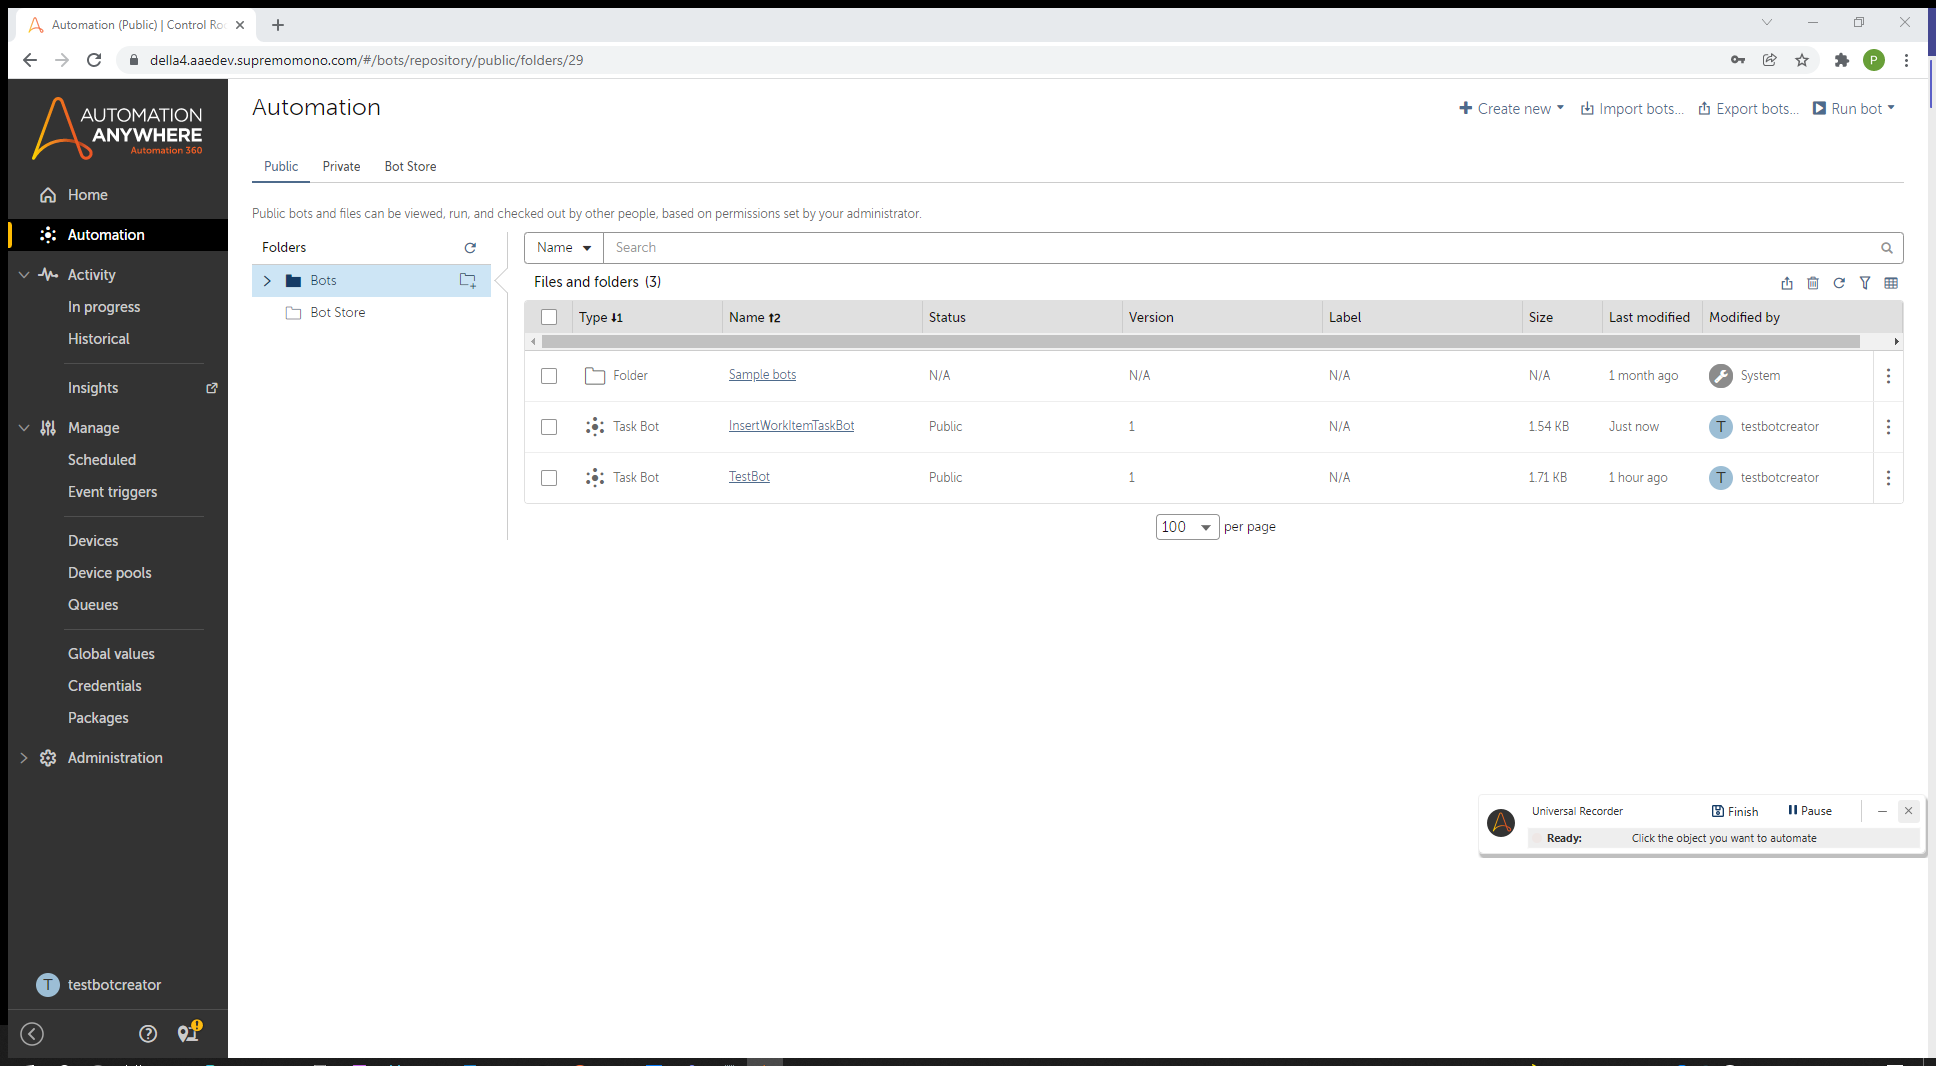 Automation (Public) | Control Ro
della4.aaedev.supremomono.com/#/bots/repository/public/folders/29
P
AUTOMATION
ANYWHERE
Automation 360
Home
Automation
Activity
In progress
Historical
Insights
Manage
Scheduled
Event triggers
Devices
Device pools
Queues
Global values
Credentials
Packages
Administration
T testbotcreator
Automation
Create new
Import bots...
Export bots...
Run bot
Public Private Bot Store
Public bots and files can be viewed, run, and checked out by other people, based on permissions set by your administrator.
Folders
Bots
Bot Store
Name Search
Files and folders (3)
Type 1 Name 2 Status Version Label Size Last modified Modified by
Folder Sample bots N/A N/A N/A N/A 1 month ago System
Task Bot InsertWorkItemTaskBot Public 1 N/A 1.54 KB Just now T testbotcreator
Task Bot TestBot Public 1 N/A 1.71 KB 1 hour ago T testbotcreator
100 per page
Universal Recorder Finish Pause
Ready: Click the object you want to automate